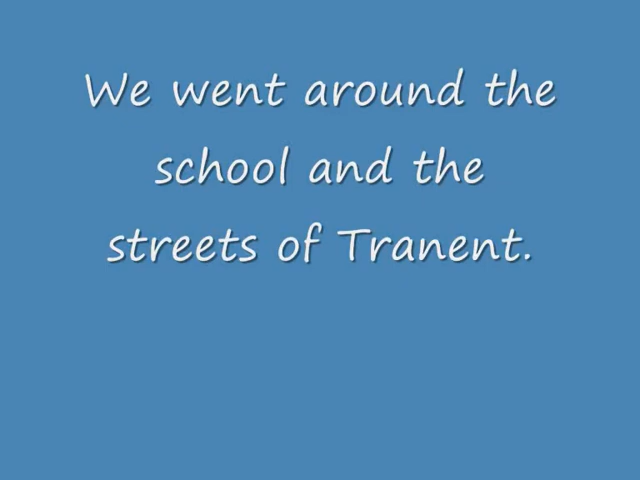 We went around the
school and the
streets of Tranent.